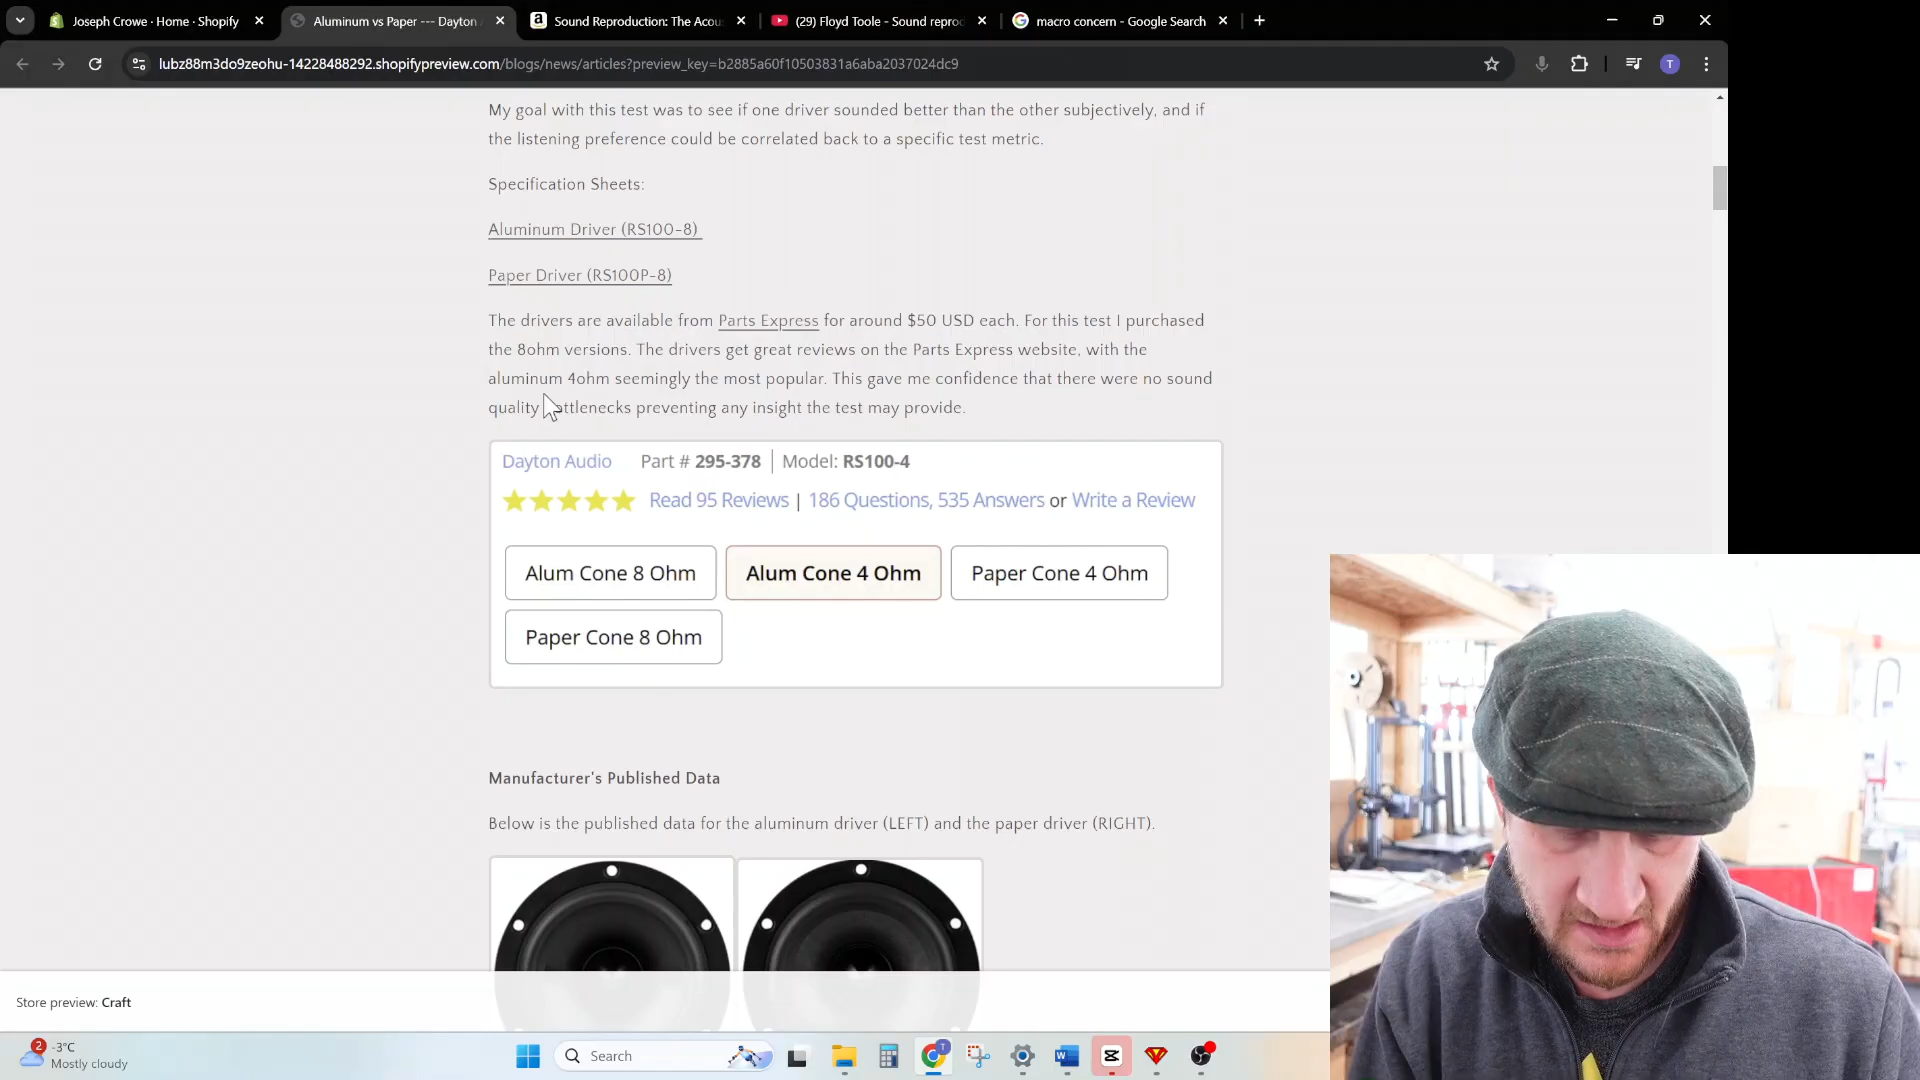 Joseph Crowe · Home · Shopify
Aluminum vs Paper --- Dayton
Sound Reproduction: The Acou
(29) Floyd Toole - Sound reprod
macro concern - Google Search
lubz88m3do9zeohu-14228488292.shopifypreview.com/blogs/news/articles?preview_key=b2885a60f10503831a6aba2037024dc9
T
My goal with this test was to see if one driver sounded better than the other subjectively, and if
the listening preference could be correlated back to a specific test metric.
Specification Sheets:
Aluminum Driver (RS100-8)
Paper Driver (RS100P-8)
The drivers are available from Parts Express for around $50 USD each. For this test I purchased
the 8ohm versions. The drivers get great reviews on the Parts Express website, with the
aluminum 4ohm seemingly the most popular. This gave me confidence that there were no sound
quality bottlenecks preventing any insight the test may provide.
Dayton Audio Part # 295-378 | Model: RS100-4
Read 95 Reviews | 186 Questions, 535 Answers or Write a Review
Alum Cone 8 Ohm
Alum Cone 4 Ohm
Paper Cone 4 Ohm
Paper Cone 8 Ohm
Manufacturer's Published Data
Below is the published data for the aluminum driver (LEFT) and the paper driver (RIGHT).
Store preview: Craft
2
-3°C
Mostly cloudy
Search
T